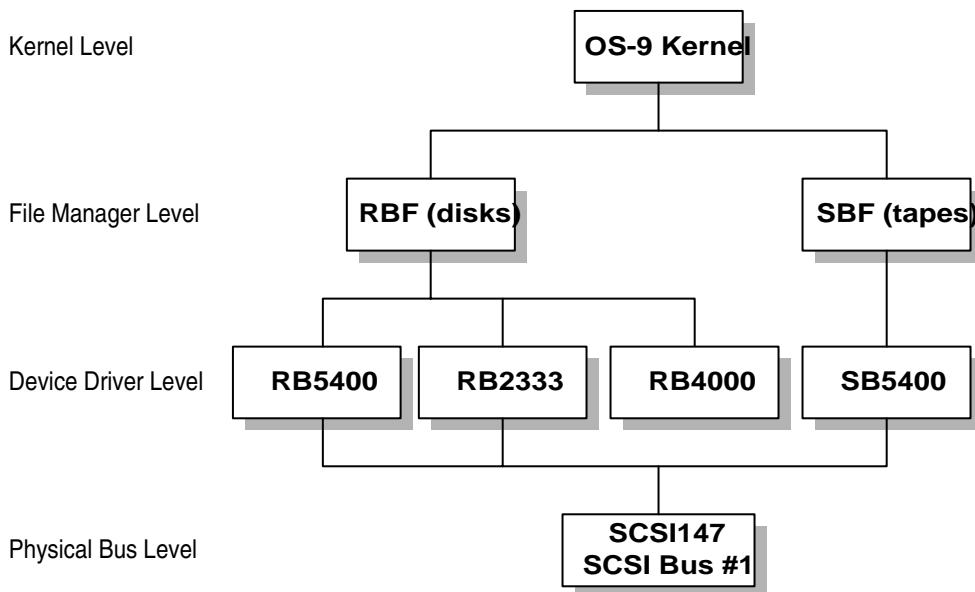 Kernel Level
OS-9 Kernel
File Manager Level
RBF (disks)
SBF (tapes)
Device Driver Level
RB5400
RB2333
RB4000
SB5400
Physical Bus Level
SCSI147
SCSI Bus #1